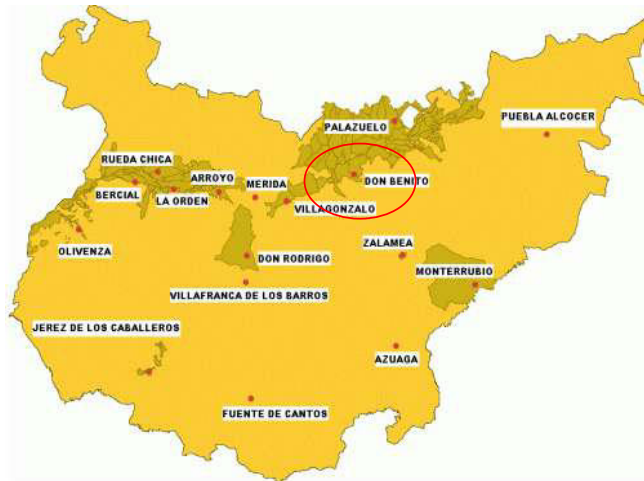 PUEBLA ALCOCER
PALAZUELO
RUEDA CHICA
ARROYO
MERIDA
DON BENITO
BERCIAL
LA ORDEN
VILLAGONZALO
OLIVENZA
ZALAMEA
DON RODRIGO
MONTERRUBIO
VILLAFRANCA DE LOS BARROS
JEREZ DE LOS CABALLEROS
AZUAGA
FUENTE DE CANTOS